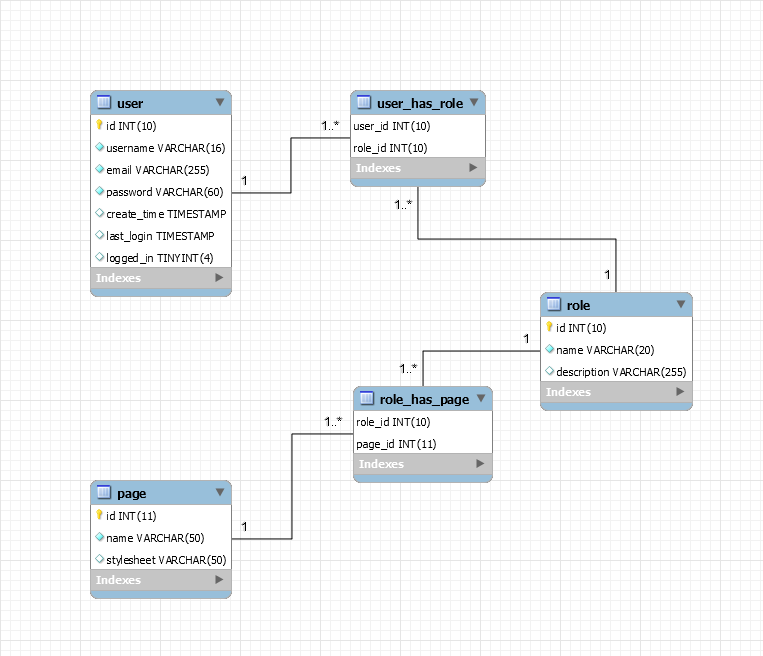 user
id INT(10)
username VARCHAR(16)
email VARCHAR(255)
password VARCHAR(60)
create_time TIMESTAMP
last_login TIMESTAMP
logged_in TINYINT(4)
Indexes
1
1..*
user_has_role
user_id INT(10)
role_id INT(10)
Indexes
1..*
1
role
id INT(10)
name VARCHAR(20)
description VARCHAR(255)
Indexes
1
1..*
role_has_page
role_id INT(10)
page_id INT(11)
Indexes
1..*
1
page
id INT(11)
name VARCHAR(50)
stylesheet VARCHAR(50)
Indexes